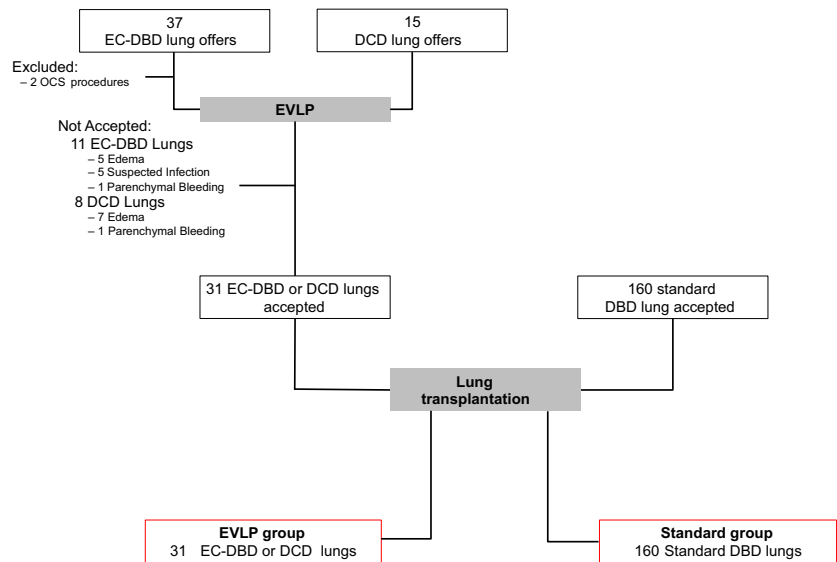 37
EC-DBD lung offers
15
DCD lung offers
Excluded:
– 2 OCS procedures
EVLP
Not Accepted:
11 EC-DBD Lungs
– 5 Edema
– 5 Suspected Infection
– 1 Parenchymal Bleeding
8 DCD Lungs
– 7 Edema
– 1 Parenchymal Bleeding
31 EC-DBD or DCD lungs
accepted
160 standard
DBD lung accepted
Lung
transplantation
EVLP group
31 EC-DBD or DCD lungs
Standard group
160 Standard DBD lungs